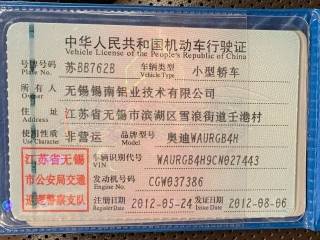 中华人民共和国机动车行驶证
Vehicle License of the People's Republic of China
号牌号码 Plate No. 苏BB762B 车辆类型 Vehicle Type 小型轿车
所有人 Owner 无锡锡南铝业技术有限公司
住址 Address 江苏省无锡市滨湖区雪浪街道壬港村
使用性质 Use Character 非营运 品牌型号 Model 奥迪WAURGB4H
江苏省无锡
市公安局交通
巡逻警察支队
车辆识别代号 VIN WAURGB4H9CN027443
发动机号码 Engine No. CGW037386
注册日期 Register Date 2012-05-24 发证日期 Issue Date 2012-08-06